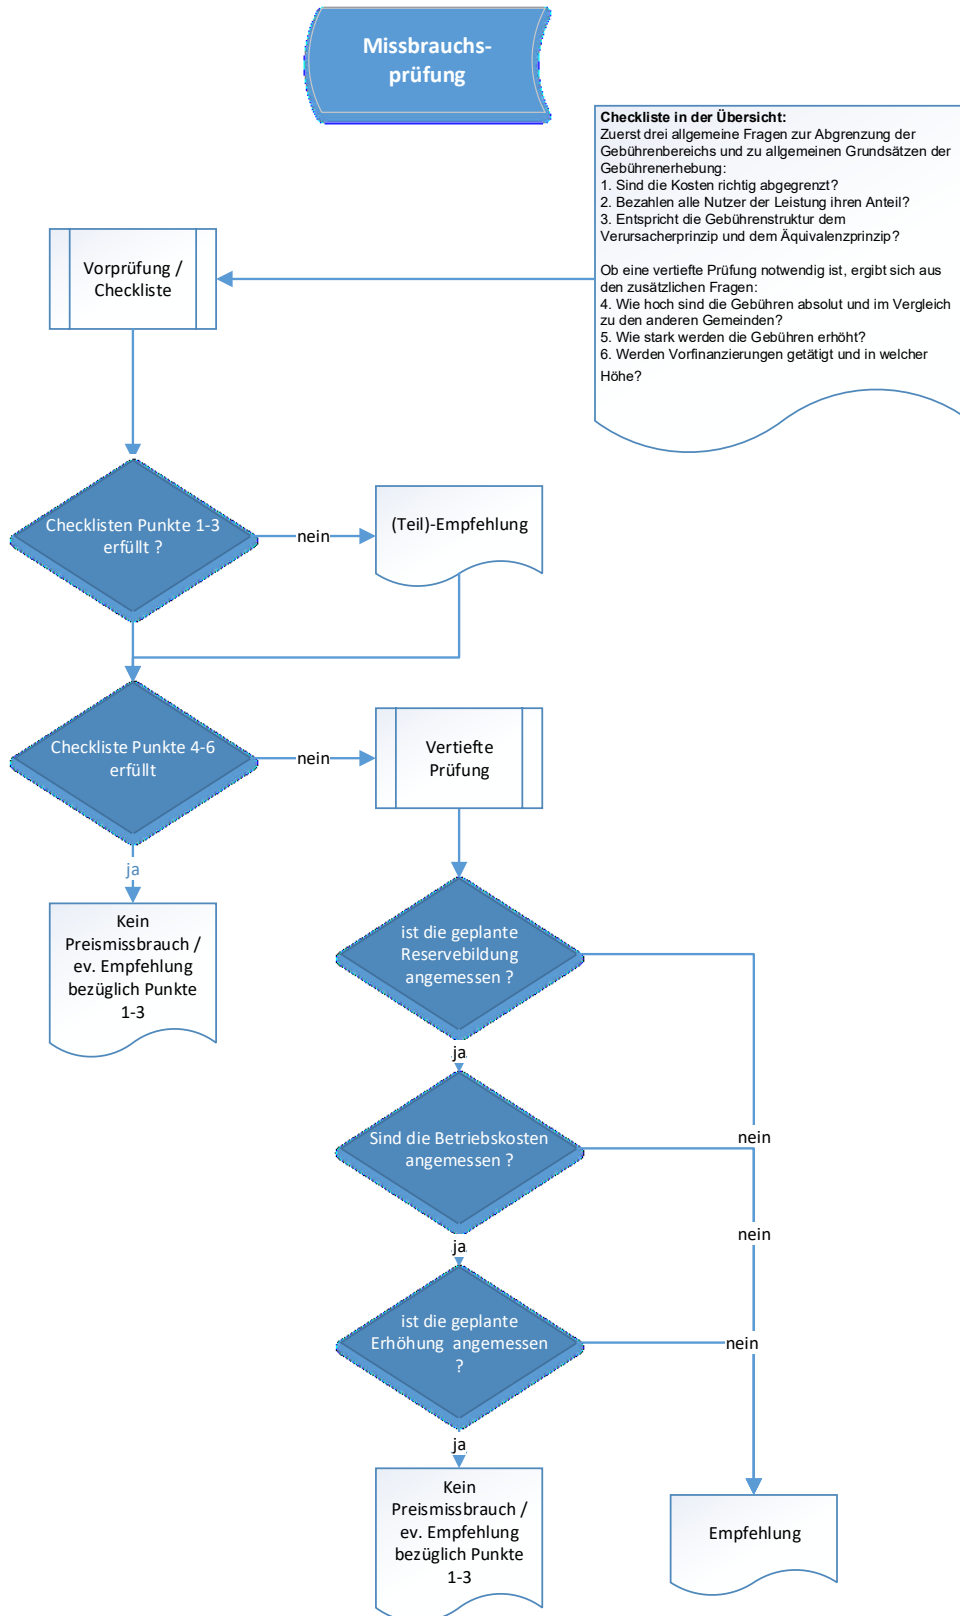 Missbrauchs-
prüfung
Checkliste in der Übersicht:
Zuerst drei allgemeine Fragen zur Abgrenzung der
Gebührenbereichs und zu allgemeinen Grundsätzen der
Gebührenerhebung:
1. Sind die Kosten richtig abgegrenzt?
2. Bezahlen alle Nutzer der Leistung ihren Anteil?
3. Entspricht die Gebührenstruktur dem
Verursacherprinzip und dem Äquivalenzprinzip?
Ob eine vertiefte Prüfung notwendig ist, ergibt sich aus
den zusätzlichen Fragen:
4. Wie hoch sind die Gebühren absolut und im Vergleich
zu den anderen Gemeinden?
5. Wie stark werden die Gebühren erhöht?
6. Werden Vorfinanzierungen getätigt und in welcher
Höhe?
Vorprüfung /
Checkliste
Checklisten Punkte 1-3
erfüllt ?
nein
(Teil)-Empfehlung
Checkliste Punkte 4-6
erfüllt
nein
Vertiefte
Prüfung
ja
Kein
Preismissbrauch /
ev. Empfehlung
bezüglich Punkte
1-3
ist die geplante
Reservebildung
angemessen ?
ja
nein
Sind die Betriebskosten
angemessen ?
nein
ja
ist die geplante
Erhöhung angemessen
?
nein
ja
Kein
Preismissbrauch /
ev. Empfehlung
bezüglich Punkte
1-3
Empfehlung